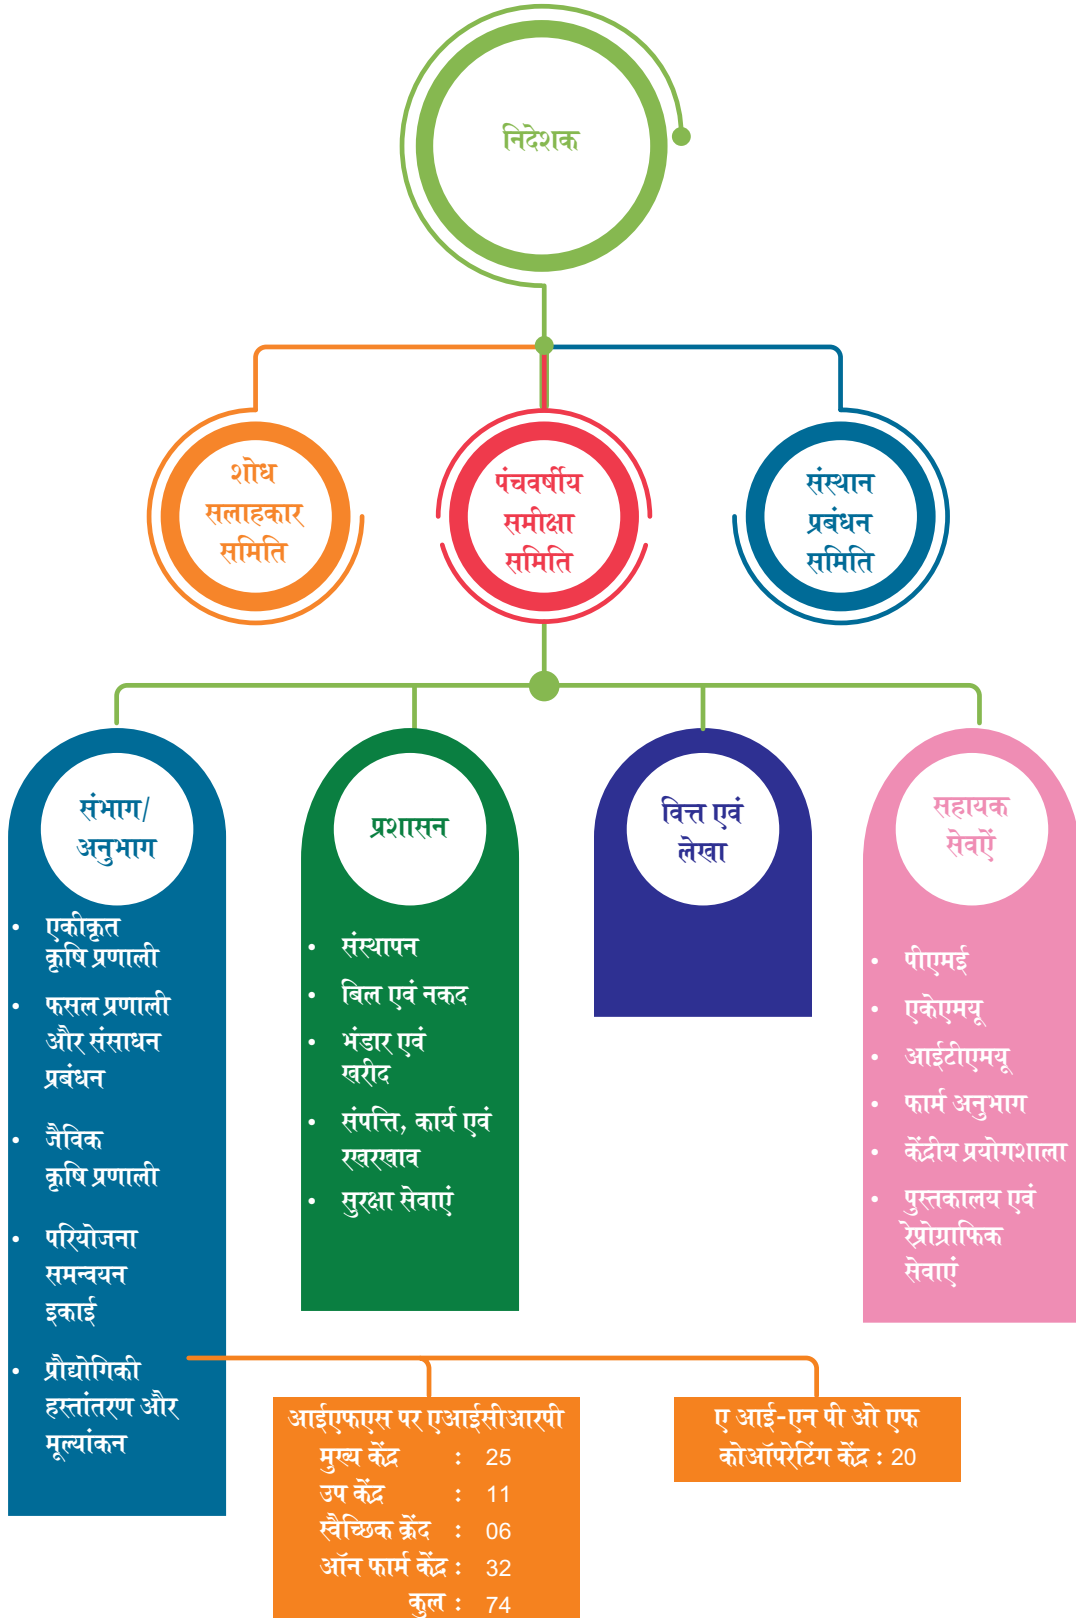 निदेशक
शोध
सलाहकार
समिति
पंचवर्षीय
समीक्षा
समिति
संस्थान
प्रबंधन
समिति
संभाग/
अनुभाग
• एकीकृत
कृषि प्रणाली
• फसल प्रणाली
और संसाधन
प्रबंधन
• जैविक
कृषि प्रणाली
• परियोजना
समन्वयन
इकाई
• प्रौद्योगिकी
हस्तांतरण और
मूल्यांकन
प्रशासन
• संस्थापन
• बिल एवं नकद
• भंडार एवं
खरीद
• संपत्ति, कार्य एवं
रखरखाव
• सुरक्षा सेवाएं
वित्त एवं
लेखा
सहायक
सेवाऐं
• पीएमई
• एकेएमयू
• आईटीएमयू
• फार्म अनुभाग
• केंद्रीय प्रयोगशाला
• पुस्तकालय एवं
रेप्रोग्राफिक
सेवाएं
आईएफएस पर एआईसीआरपी
मुख्य केंद्र : 25
उप केंद्र : 11
स्वैच्छिक क्रेंद : 06
ऑन फार्म केंद्र : 32
कुल : 74
ए आई-एन पी ओ एफ
कोऑपरेटिंग केंद्र : 20